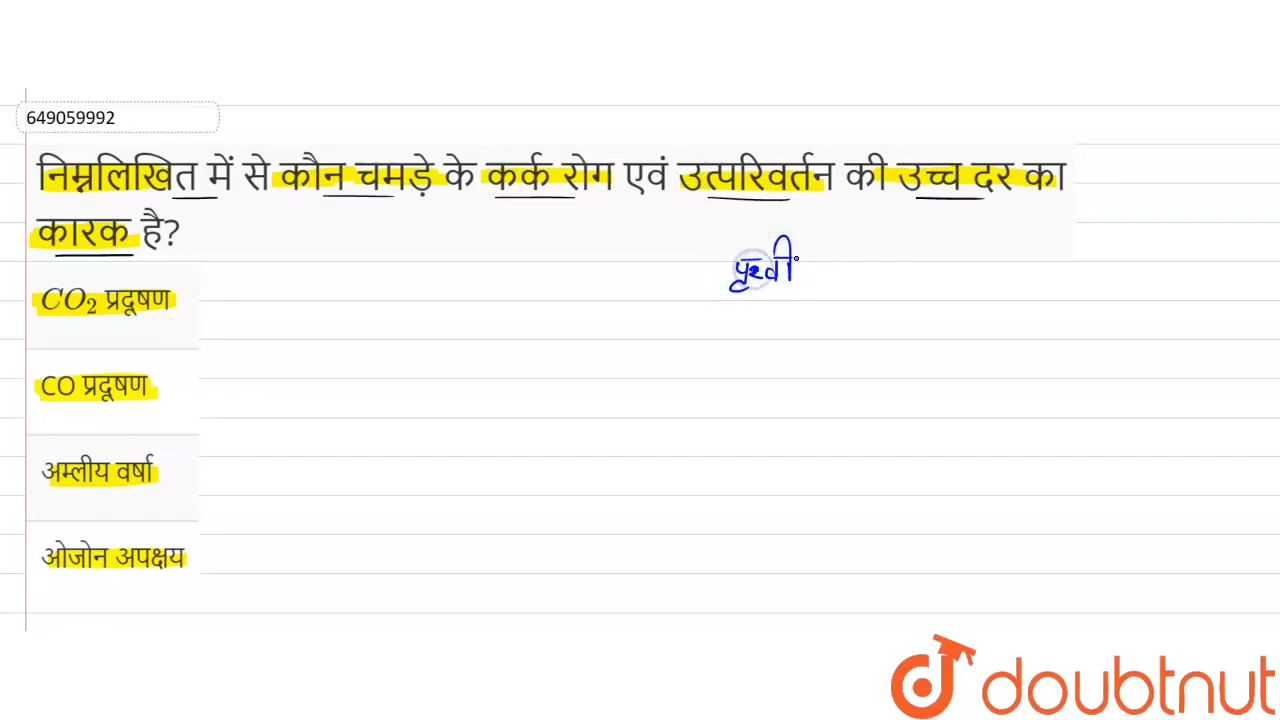 649059992
निम्नलिखित में से कौन चमड़े के कर्क रोग एवं उत्परिवर्तन की उच्च दर का
कारक है?
पृथ्वी
CO₂ प्रदूषण
CO प्रदूषण
अम्लीय वर्षा
ओजोन अपक्षय
doubtnut